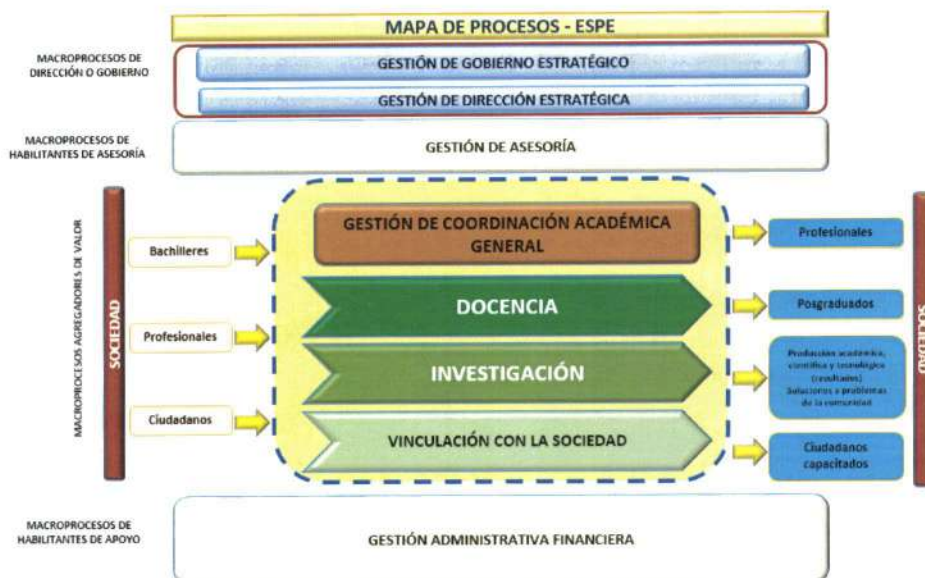 MAPA DE PROCESOS - ESPE
MACROPROCESOS DE
DIRECCIÓN O GOBIERNO
GESTIÓN DE GOBIERNO ESTRATÉGICO
GESTIÓN DE DIRECCIÓN ESTRATÉGICA
MACROPROCESOS DE
HABILITANTES DE ASESORÍA
GESTIÓN DE ASESORÍA
MACROPROCESOS AGREGADORES DE VALOR
SOCIEDAD
Bachilleres
Profesionales
Ciudadanos
GESTIÓN DE COORDINACIÓN ACADÉMICA
GENERAL
DOCENCIA
INVESTIGACIÓN
VINCULACIÓN CON LA SOCIEDAD
Profesionales
Posgraduados
Producción académica,
científica y tecnológica
(resultados)
Soluciones a problemas
de la comunidad
Ciudadanos
capacitados
SOCIEDAD
MACROPROCESOS DE
HABILITANTES DE APOYO
GESTIÓN ADMINISTRATIVA FINANCIERA